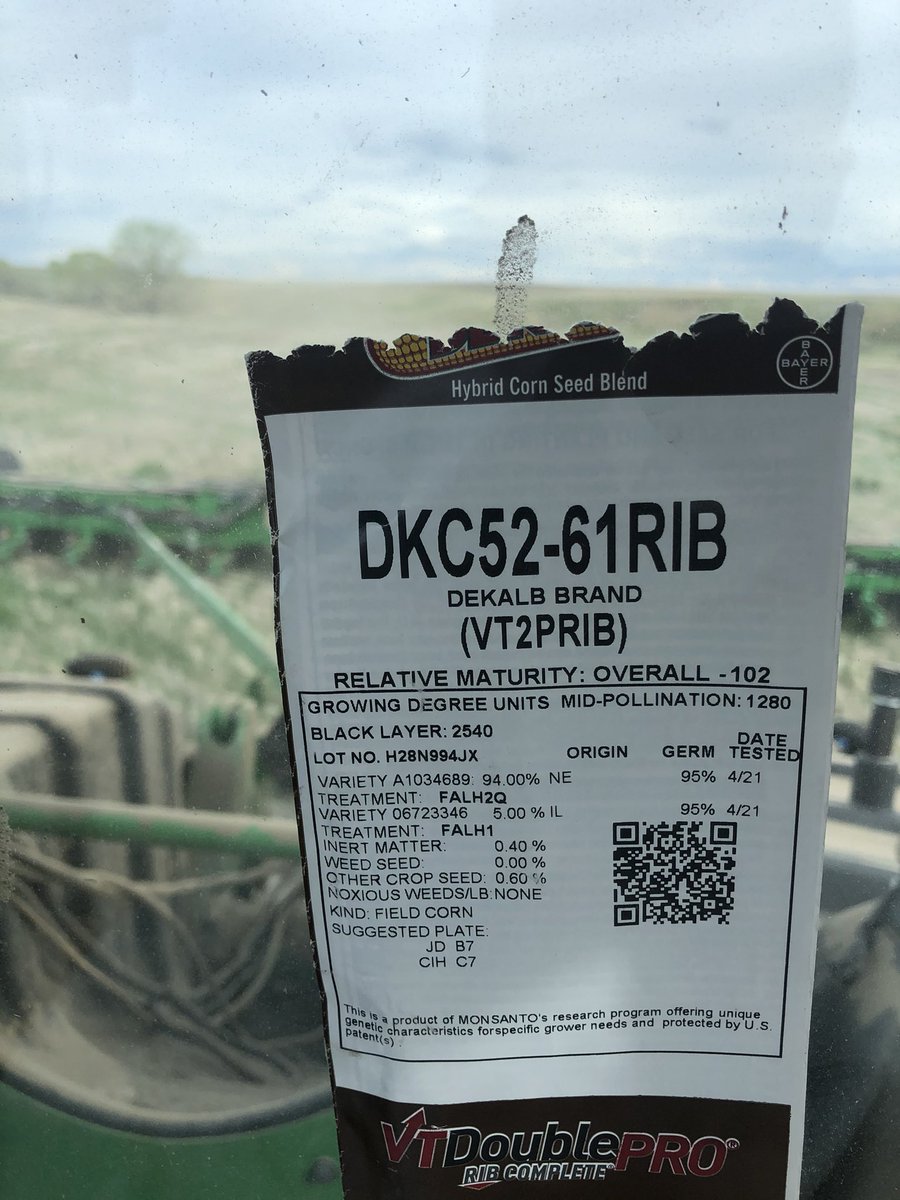 Hybrid Corn Seed Blend
BAYER
BAYER
DKC52-61RIB
DEKALB BRAND
(VT2PRIB)
RELATIVE MATURITY: OVERALL -102
GROWING DEGREE UNITS MID-POLLINATION: 1280
BLACK LAYER: 2540
LOT NO. H28N994JX ORIGIN GERM DATE TESTED
VARIETY A1034689: 94.00% NE 95% 4/21
TREATMENT: FALH2Q
VARIETY 06723346 5.00 % IL 95% 4/21
TREATMENT: FALH1
INERT MATTER: 0.40 %
WEED SEED: 0.00 %
OTHER CROP SEED: 0.60 %
NOXIOUS WEEDS/LB: NONE
KIND: FIELD CORN
SUGGESTED PLATE:
JD B7
CIH C7
This is a product of MONSANTO's research program offering unique
genetic characteristics forspecific grower needs and protected by U.S.
patent(s) .
VTDoublePRO®
RIB COMPLETE®